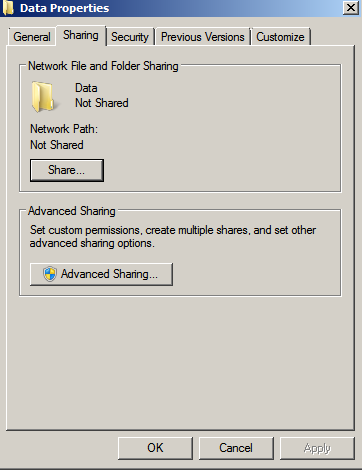 Data Properties
General
Sharing
Security
Previous Versions
Customize
Network File and Folder Sharing
Data
Not Shared
Network Path:
Not Shared
Share...
Advanced Sharing
Set custom permissions, create multiple shares, and set other
advanced sharing options.
Advanced Sharing...
OK
Cancel
Apply